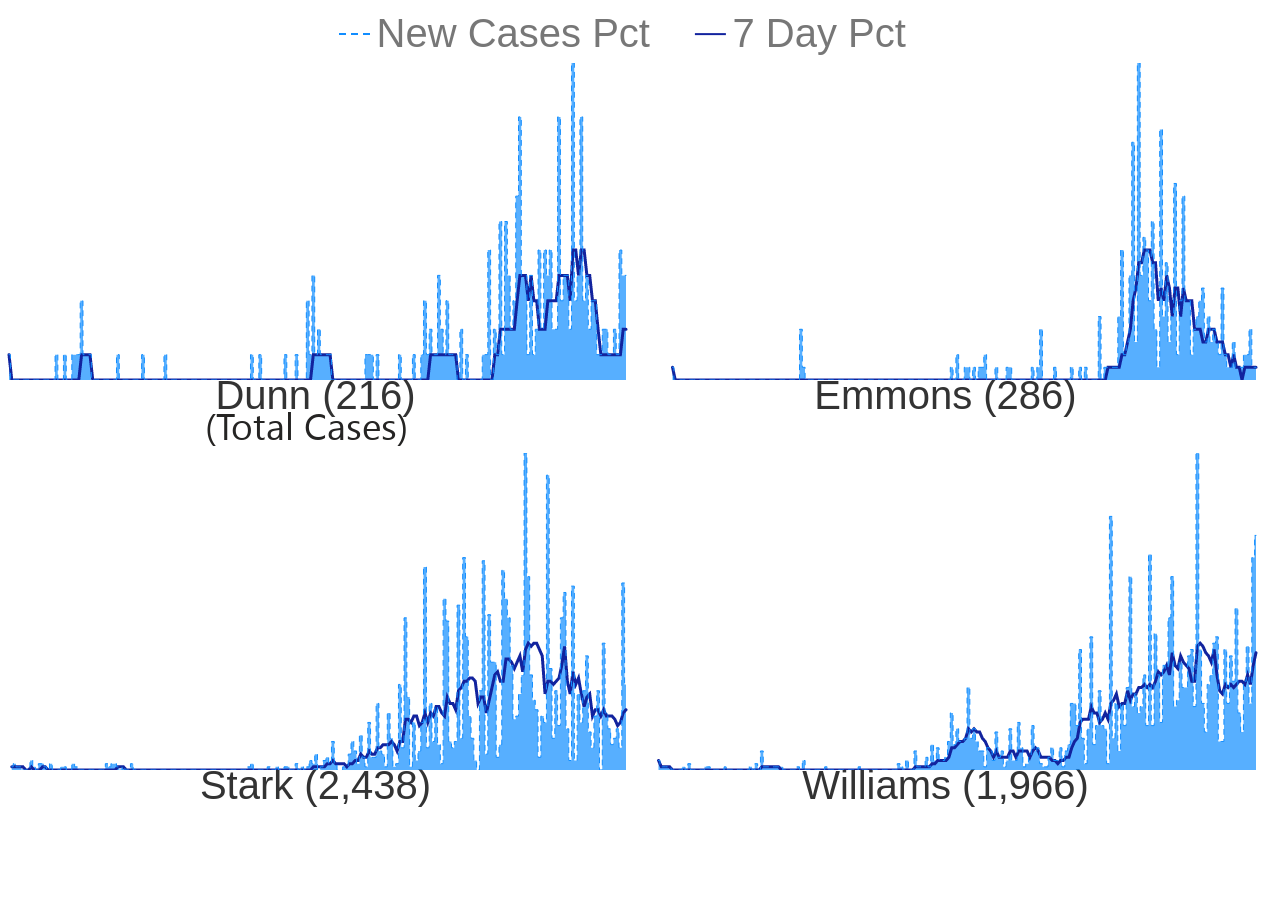 New Cases Pct 7 Day Pct
Dunn (216) Emmons (286)
(Total Cases)
Stark (2,438) Williams (1,966)